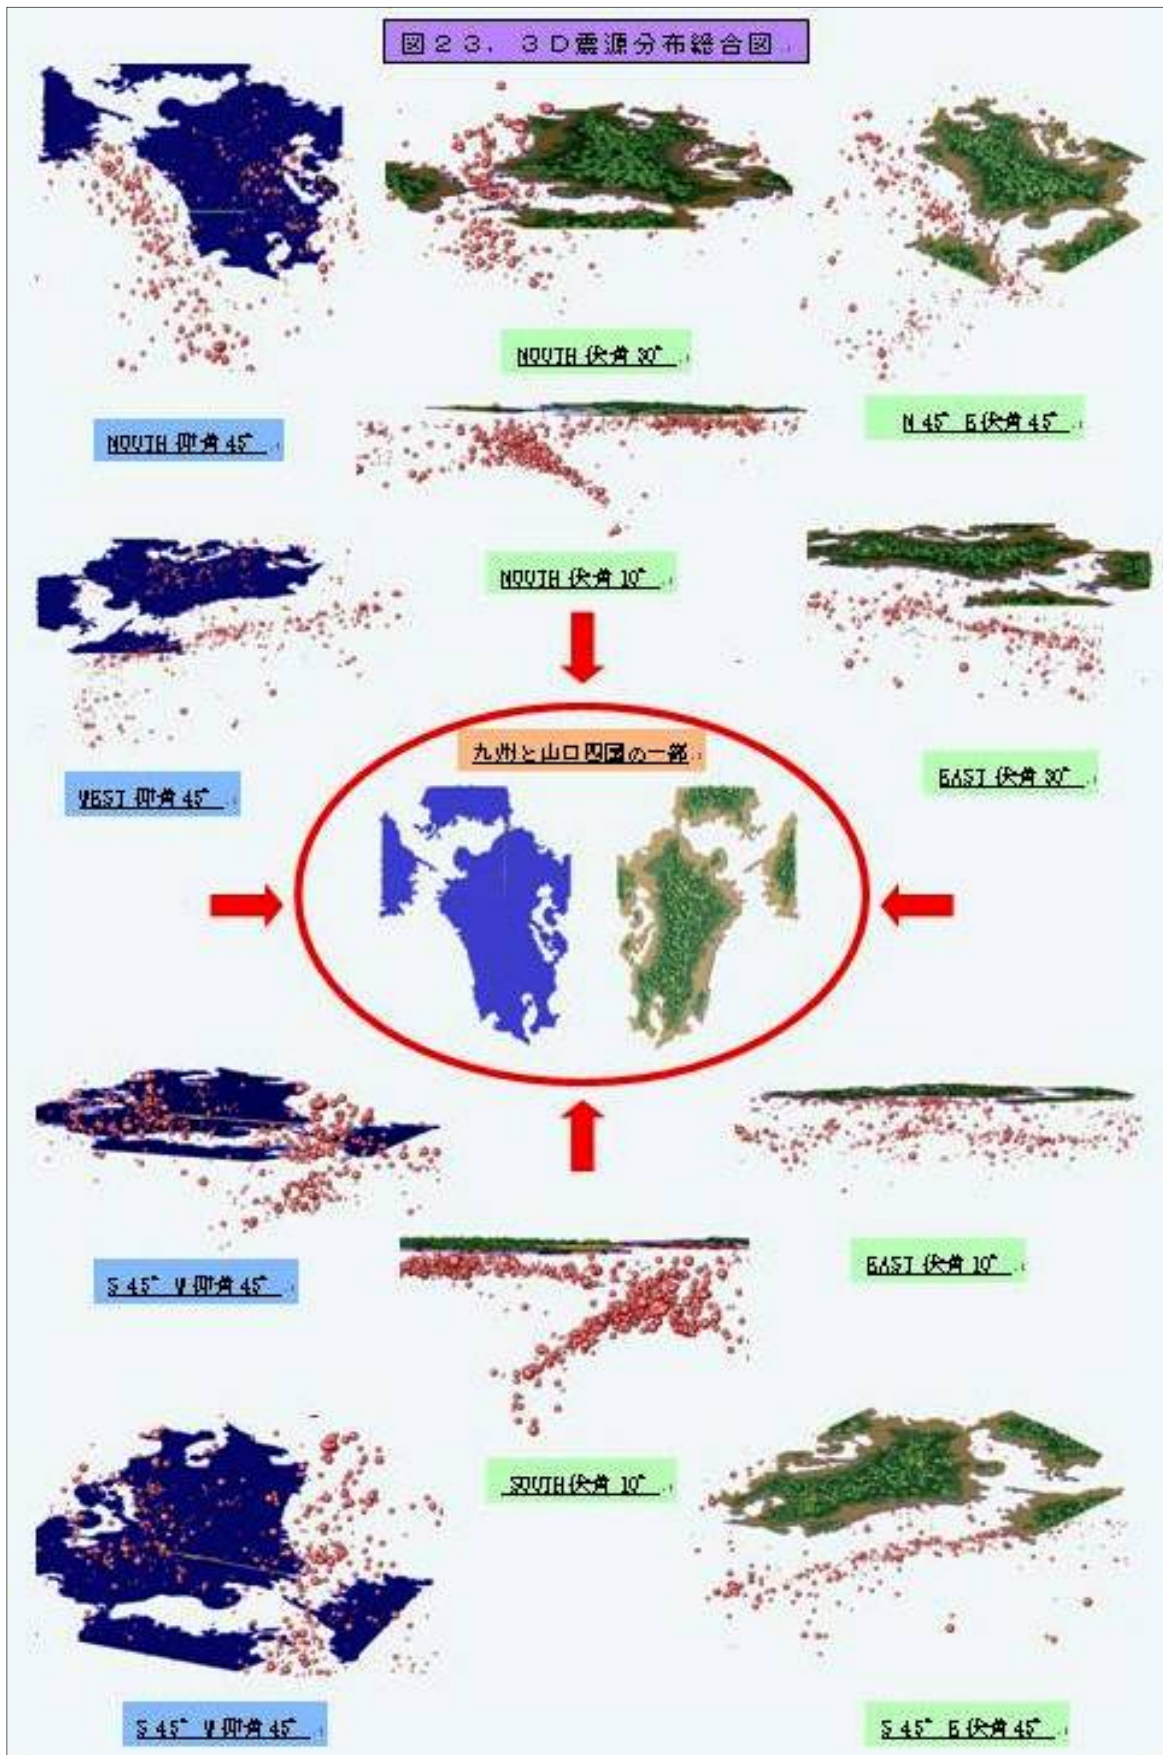 図23．3D震源分布総合図
NOUTH 伏角 30°
NOUTH 仰角 45°
N 45° E 伏角 45°
NOUTH 伏角 10°
九州と山口四国の一部
WEST 仰角 45°
EAST 伏角 30°
S 45° W 仰角 45°
EAST 伏角 10°
SOUTH 伏角 10°
S 45° W 仰角 45°
S 45° E 伏角 45°